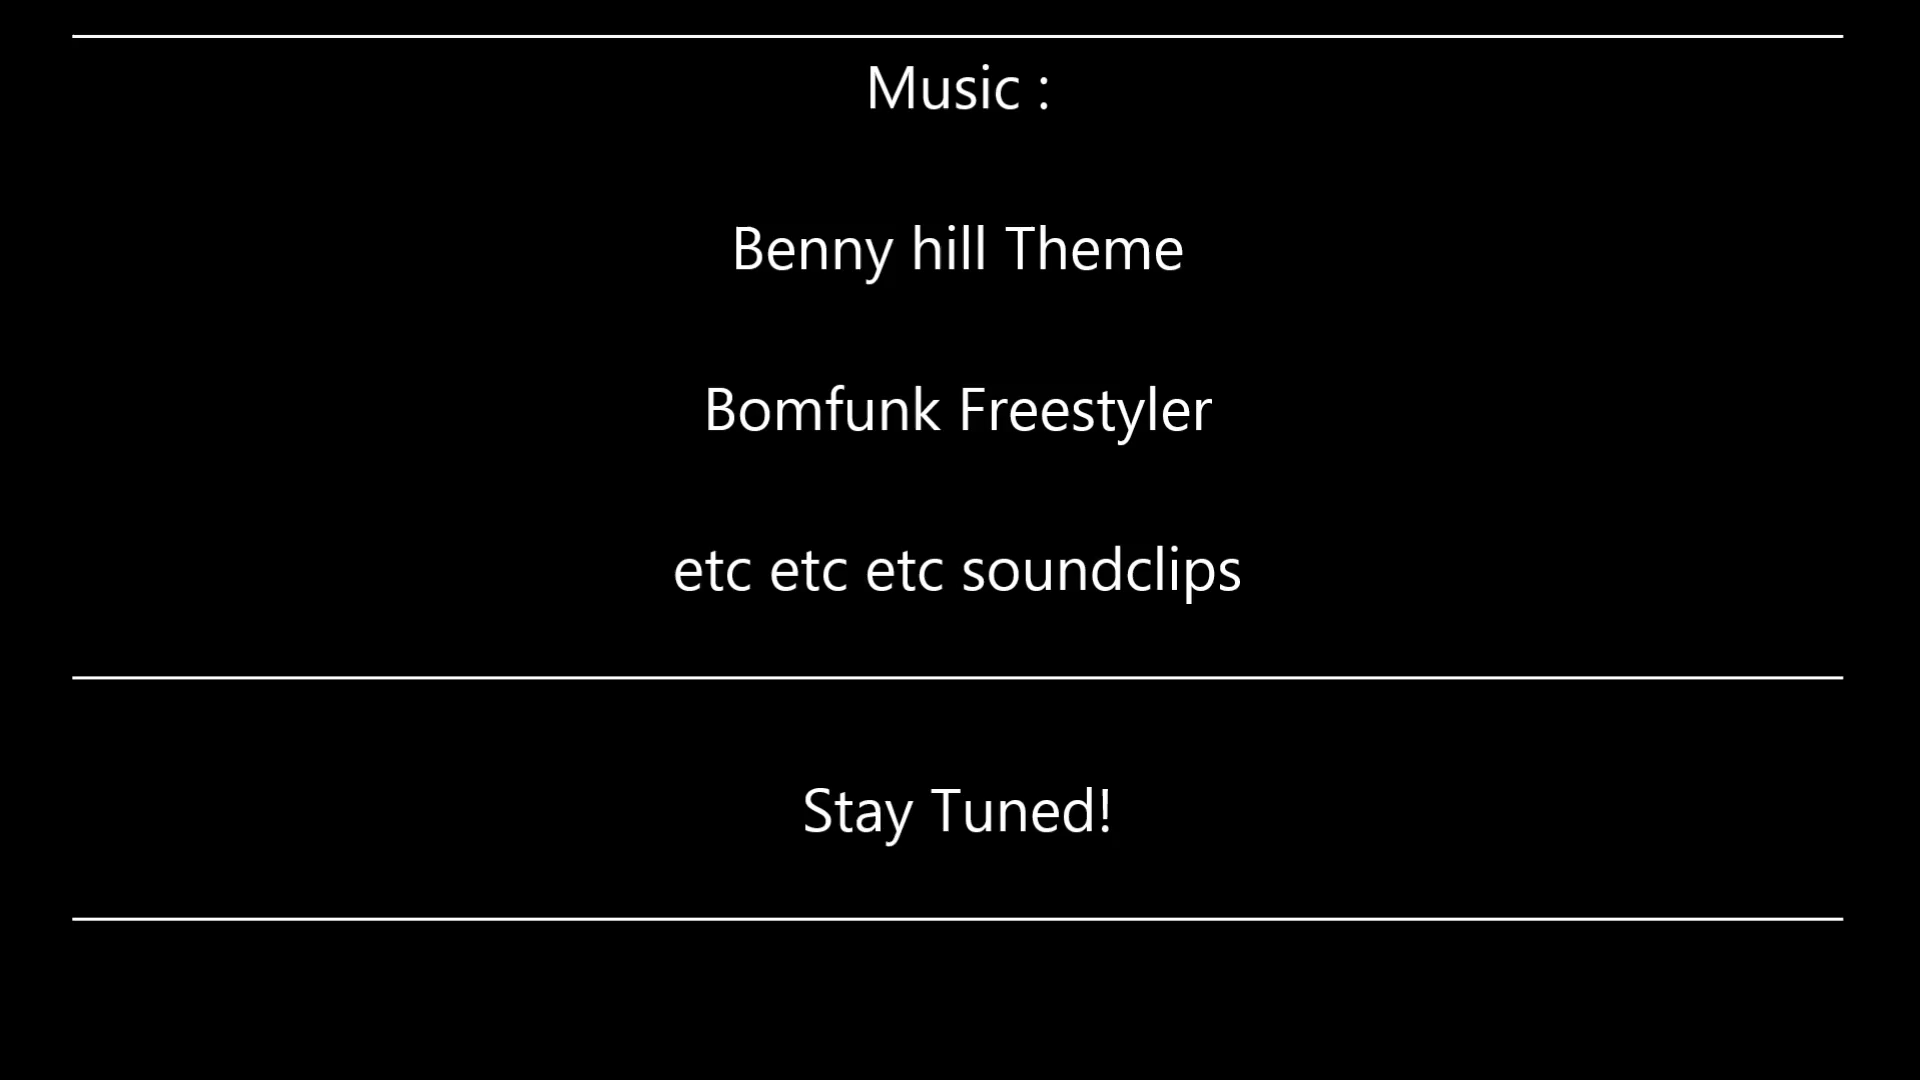 Music :
Benny hill Theme
Bomfunk Freestyler
etc etc etc soundclips
Stay Tuned!